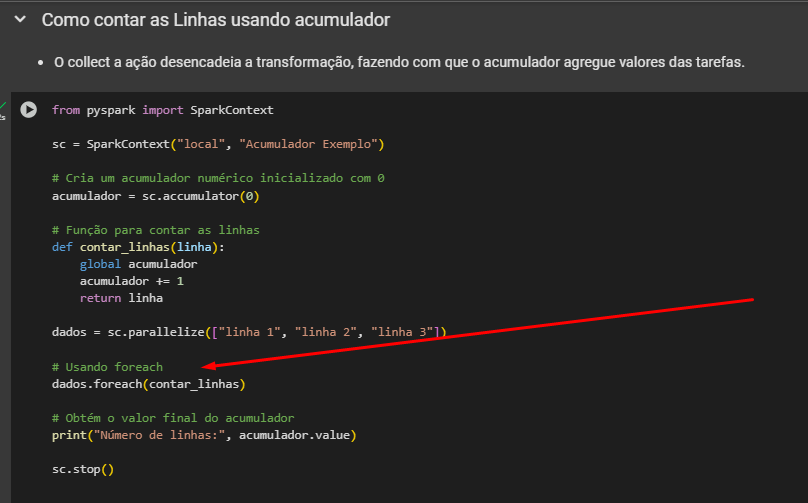 Como contar as Linhas usando acumulador
• O collect a ação desencadeia a transformação, fazendo com que o acumulador agregue valores das tarefas.
from pyspark import SparkContext
sc = SparkContext("local", "Acumulador Exemplo")
# Cria um acumulador numérico inicializado com 0
acumulador = sc.accumulator(0)
# Função para contar as linhas
def contar_linhas(linha):
    global acumulador
    acumulador += 1
    return linha
dados = sc.parallelize(["linha 1", "linha 2", "linha 3"])
# Usando foreach
dados.foreach(contar_linhas)
# Obtém o valor final do acumulador
print("Número de linhas:", acumulador.value)
sc.stop()